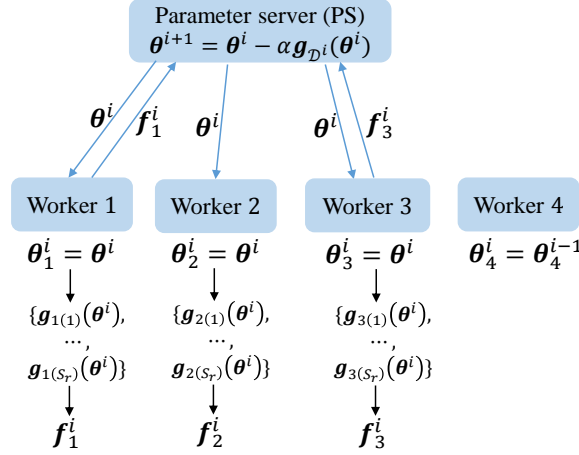 Parameter server (PS)
θ^{i+1} = θ^i − αg_{𝒟^i}(θ^i)
θ^i f_1^i θ^i θ^i f_3^i
Worker 1 Worker 2 Worker 3 Worker 4
θ_1^i = θ^i θ_2^i = θ^i θ_3^i = θ^i θ_4^i = θ_4^{i-1}
{g_{1(1)}(θ^i), {g_{2(1)}(θ^i), {g_{3(1)}(θ^i),
…, …, …,
g_{1(S_r)}(θ^i)} g_{2(S_r)}(θ^i)} g_{3(S_r)}(θ^i)}
f_1^i f_2^i f_3^i